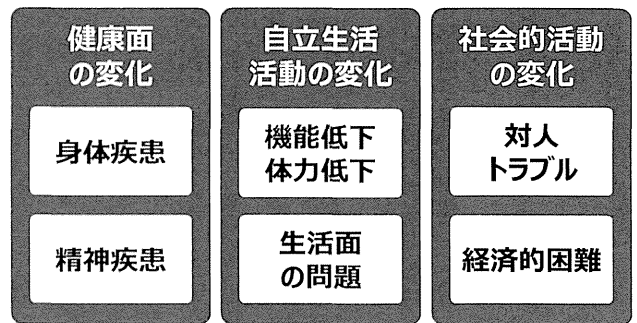 健康面
の変化
身体疾患
精神疾患
自立生活
活動の変化
機能低下
体力低下
生活面
の問題
社会的活動
の変化
対人
トラブル
経済的困難